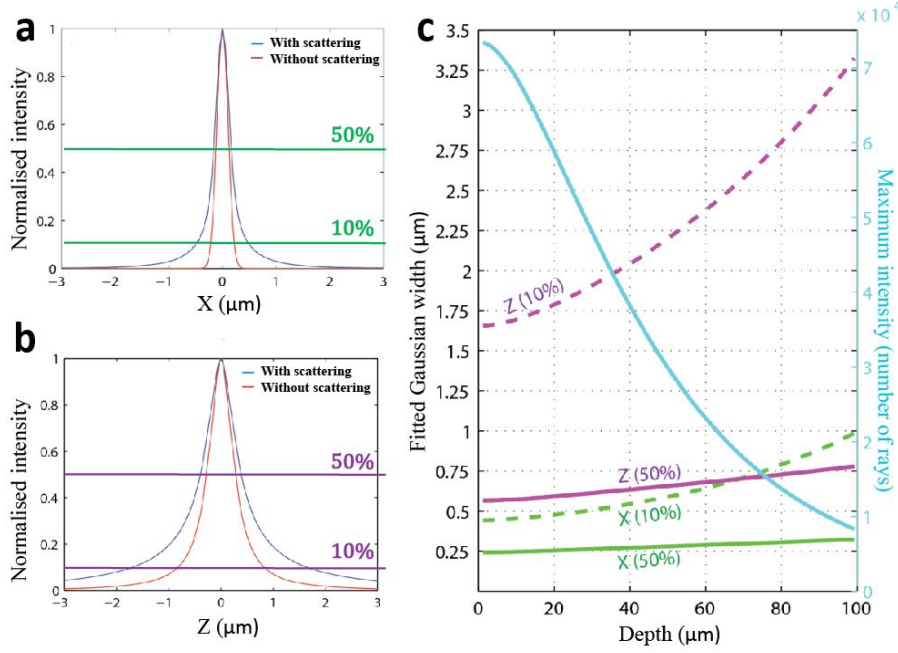 a
1
0.8
0.6
0.4
0.2
0
With scattering
Without scattering
50%
10%
Normalised intensity
−3 −2 −1 0 1 2 3
X (μm)
b
1
0.8
0.6
0.4
0.2
0
With scattering
Without scattering
50%
10%
Normalised intensity
−3 −2 −1 0 1 2 3
Z (μm)
c
3.5
3.25
3
2.75
2.5
2.25
2
1.75
1.5
1.25
1
0.75
0.5
0.25
Fitted Gaussian width (μm)
Z (10%)
Z (50%)
X (10%)
X (50%)
0 20 40 60 80 100
Depth (μm)
x 10⁴
7
6
5
4
3
2
1
0
Maximum intensity (number of rays)